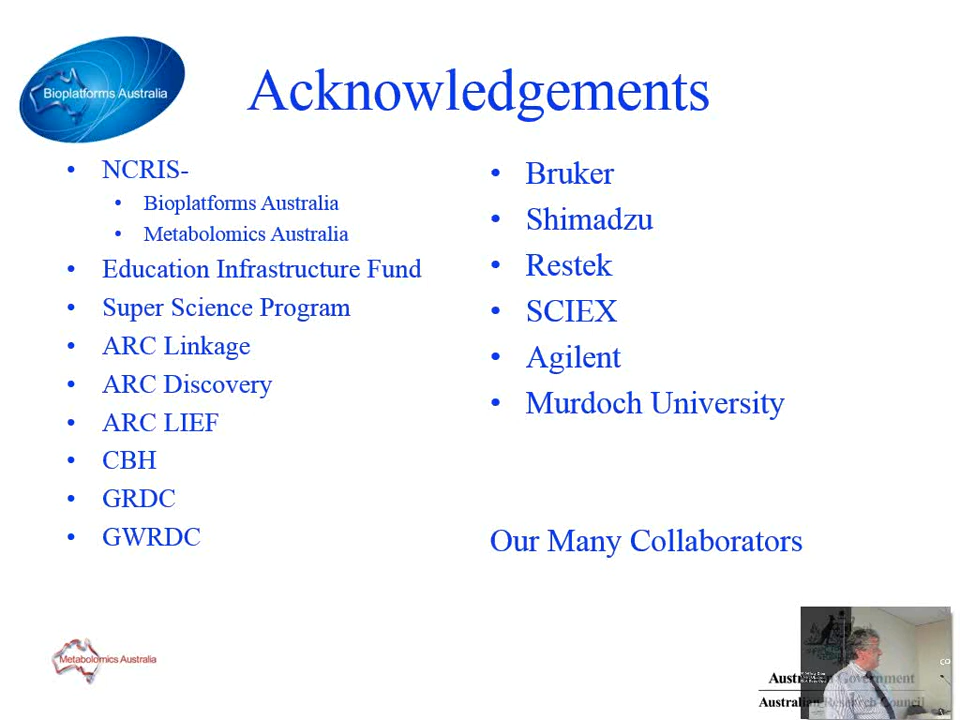 Bioplatforms Australia
Acknowledgements
• NCRIS-
• Bioplatforms Australia
• Metabolomics Australia
• Education Infrastructure Fund
• Super Science Program
• ARC Linkage
• ARC Discovery
• ARC LIEF
• CBH
• GRDC
• GWRDC
• Bruker
• Shimadzu
• Restek
• SCIEX
• Agilent
• Murdoch University
Our Many Collaborators
Metabolomics Australia
Australian Government
Australian Research Council